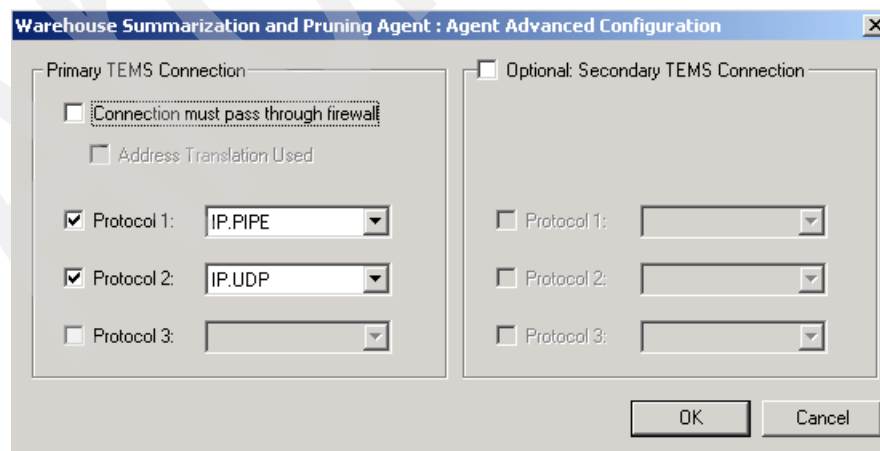 Warehouse Summarization and Pruning Agent : Agent Advanced Configuration
Primary TEMS Connection
Connection must pass through firewall
Address Translation Used
Protocol 1: IP.PIPE
Protocol 2: IP.UDP
Protocol 3:
Optional: Secondary TEMS Connection
Protocol 1:
Protocol 2:
Protocol 3:
OK Cancel